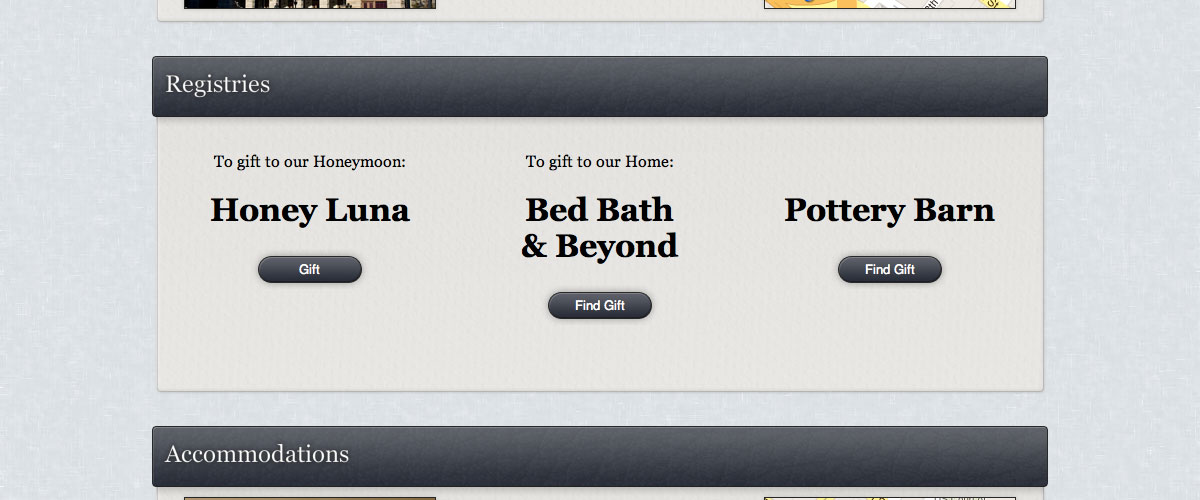 Registries
To gift to our Honeymoon:
Honey Luna
Gift
To gift to our Home:
Bed Bath
& Beyond
Find Gift
Pottery Barn
Find Gift
Accommodations